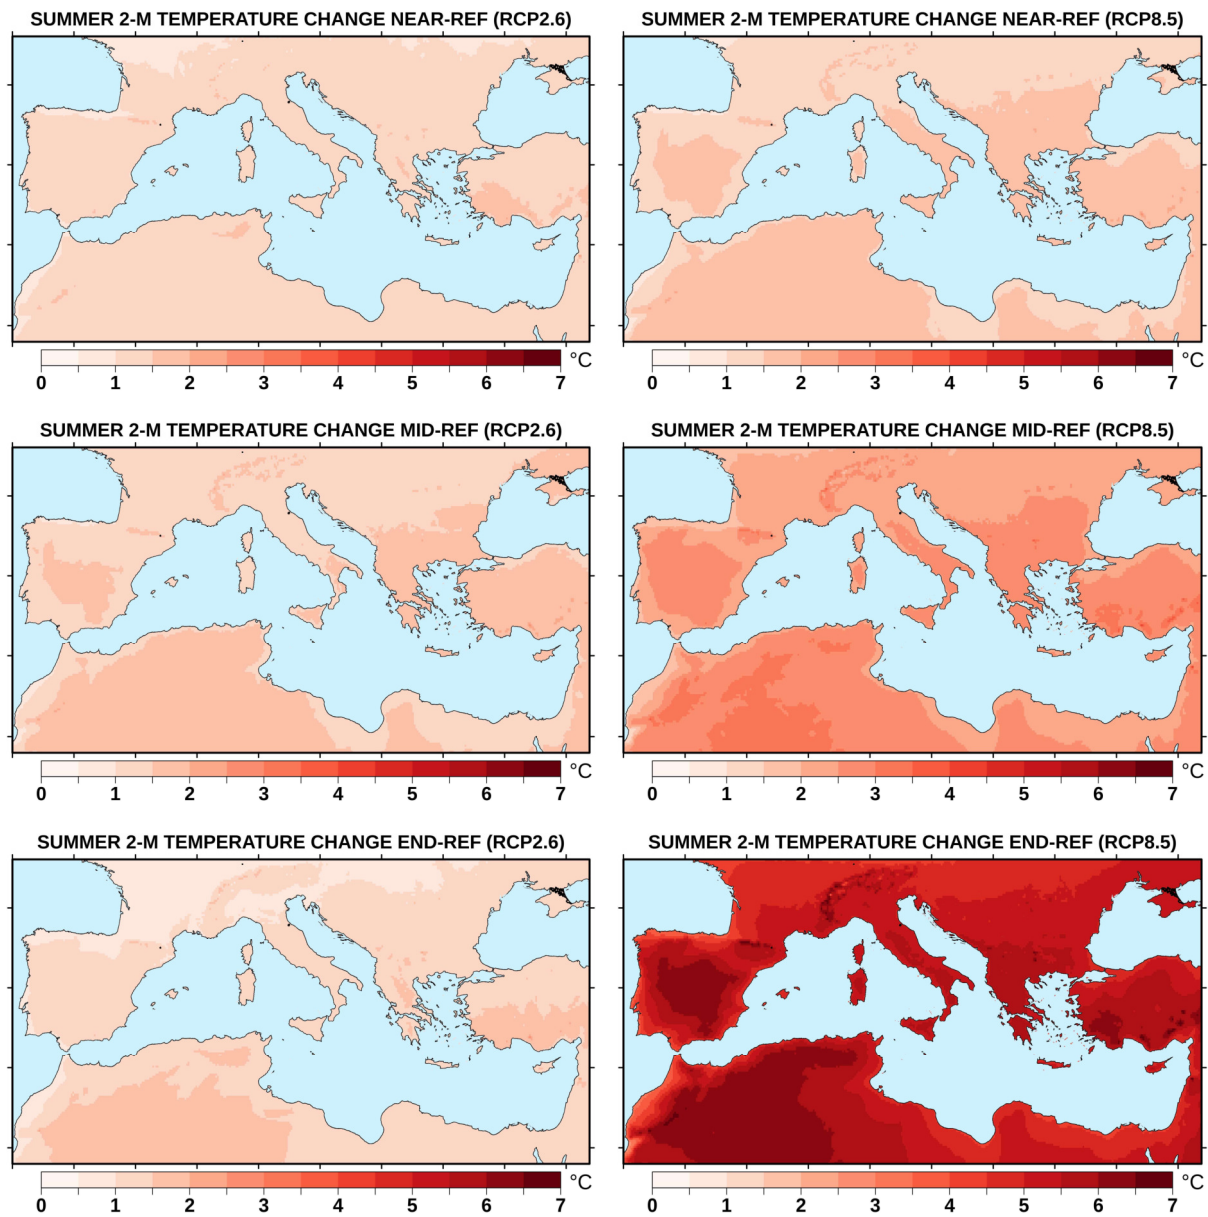 SUMMER 2-M TEMPERATURE CHANGE NEAR-REF (RCP2.6)
SUMMER 2-M TEMPERATURE CHANGE NEAR-REF (RCP8.5)
°C
0 1 2 3 4 5 6 7
°C
0 1 2 3 4 5 6 7
SUMMER 2-M TEMPERATURE CHANGE MID-REF (RCP2.6)
SUMMER 2-M TEMPERATURE CHANGE MID-REF (RCP8.5)
°C
0 1 2 3 4 5 6 7
°C
0 1 2 3 4 5 6 7
SUMMER 2-M TEMPERATURE CHANGE END-REF (RCP2.6)
SUMMER 2-M TEMPERATURE CHANGE END-REF (RCP8.5)
°C
0 1 2 3 4 5 6 7
°C
0 1 2 3 4 5 6 7